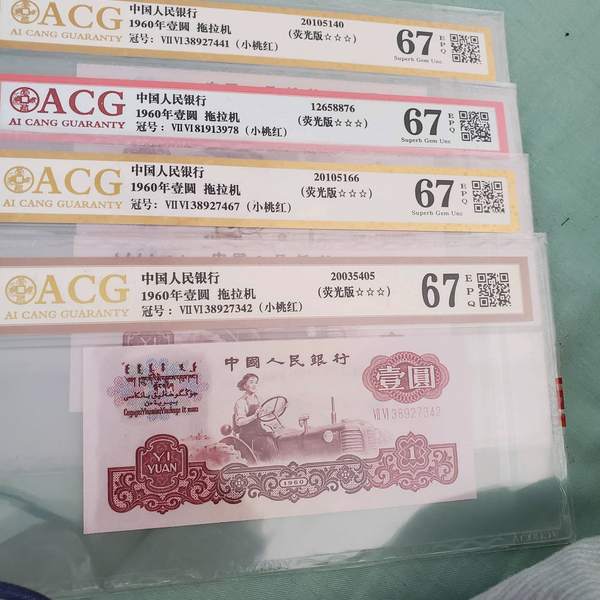 ACG
AI CANG GUARANTY
中国人民银行
1960年壹圆 拖拉机
冠号：VII VI 38927441（小桃红）
20105140
（荧光版☆☆☆）
67
EPQ
Superb Gem Unc
ACG
AI CANG GUARANTY
中国人民银行
1960年壹圆 拖拉机
冠号：VII VI 81913978（小桃红）
12658876
（荧光版☆☆☆）
67
EPQ
Superb Gem Unc
ACG
AI CANG GUARANTY
中国人民银行
1960年壹圆 拖拉机
冠号：VII VI 38927467（小桃红）
20105166
（荧光版☆☆☆）
67
EPQ
Superb Gem Unc
ACG
AI CANG GUARANTY
中国人民银行
1960年壹圆 拖拉机
冠号：VII VI 38927342（小桃红）
20035405
（荧光版☆☆☆）
67
EPQ
中國人民銀行
壹圓
VII VI 38927342
YI
YUAN
1960
1